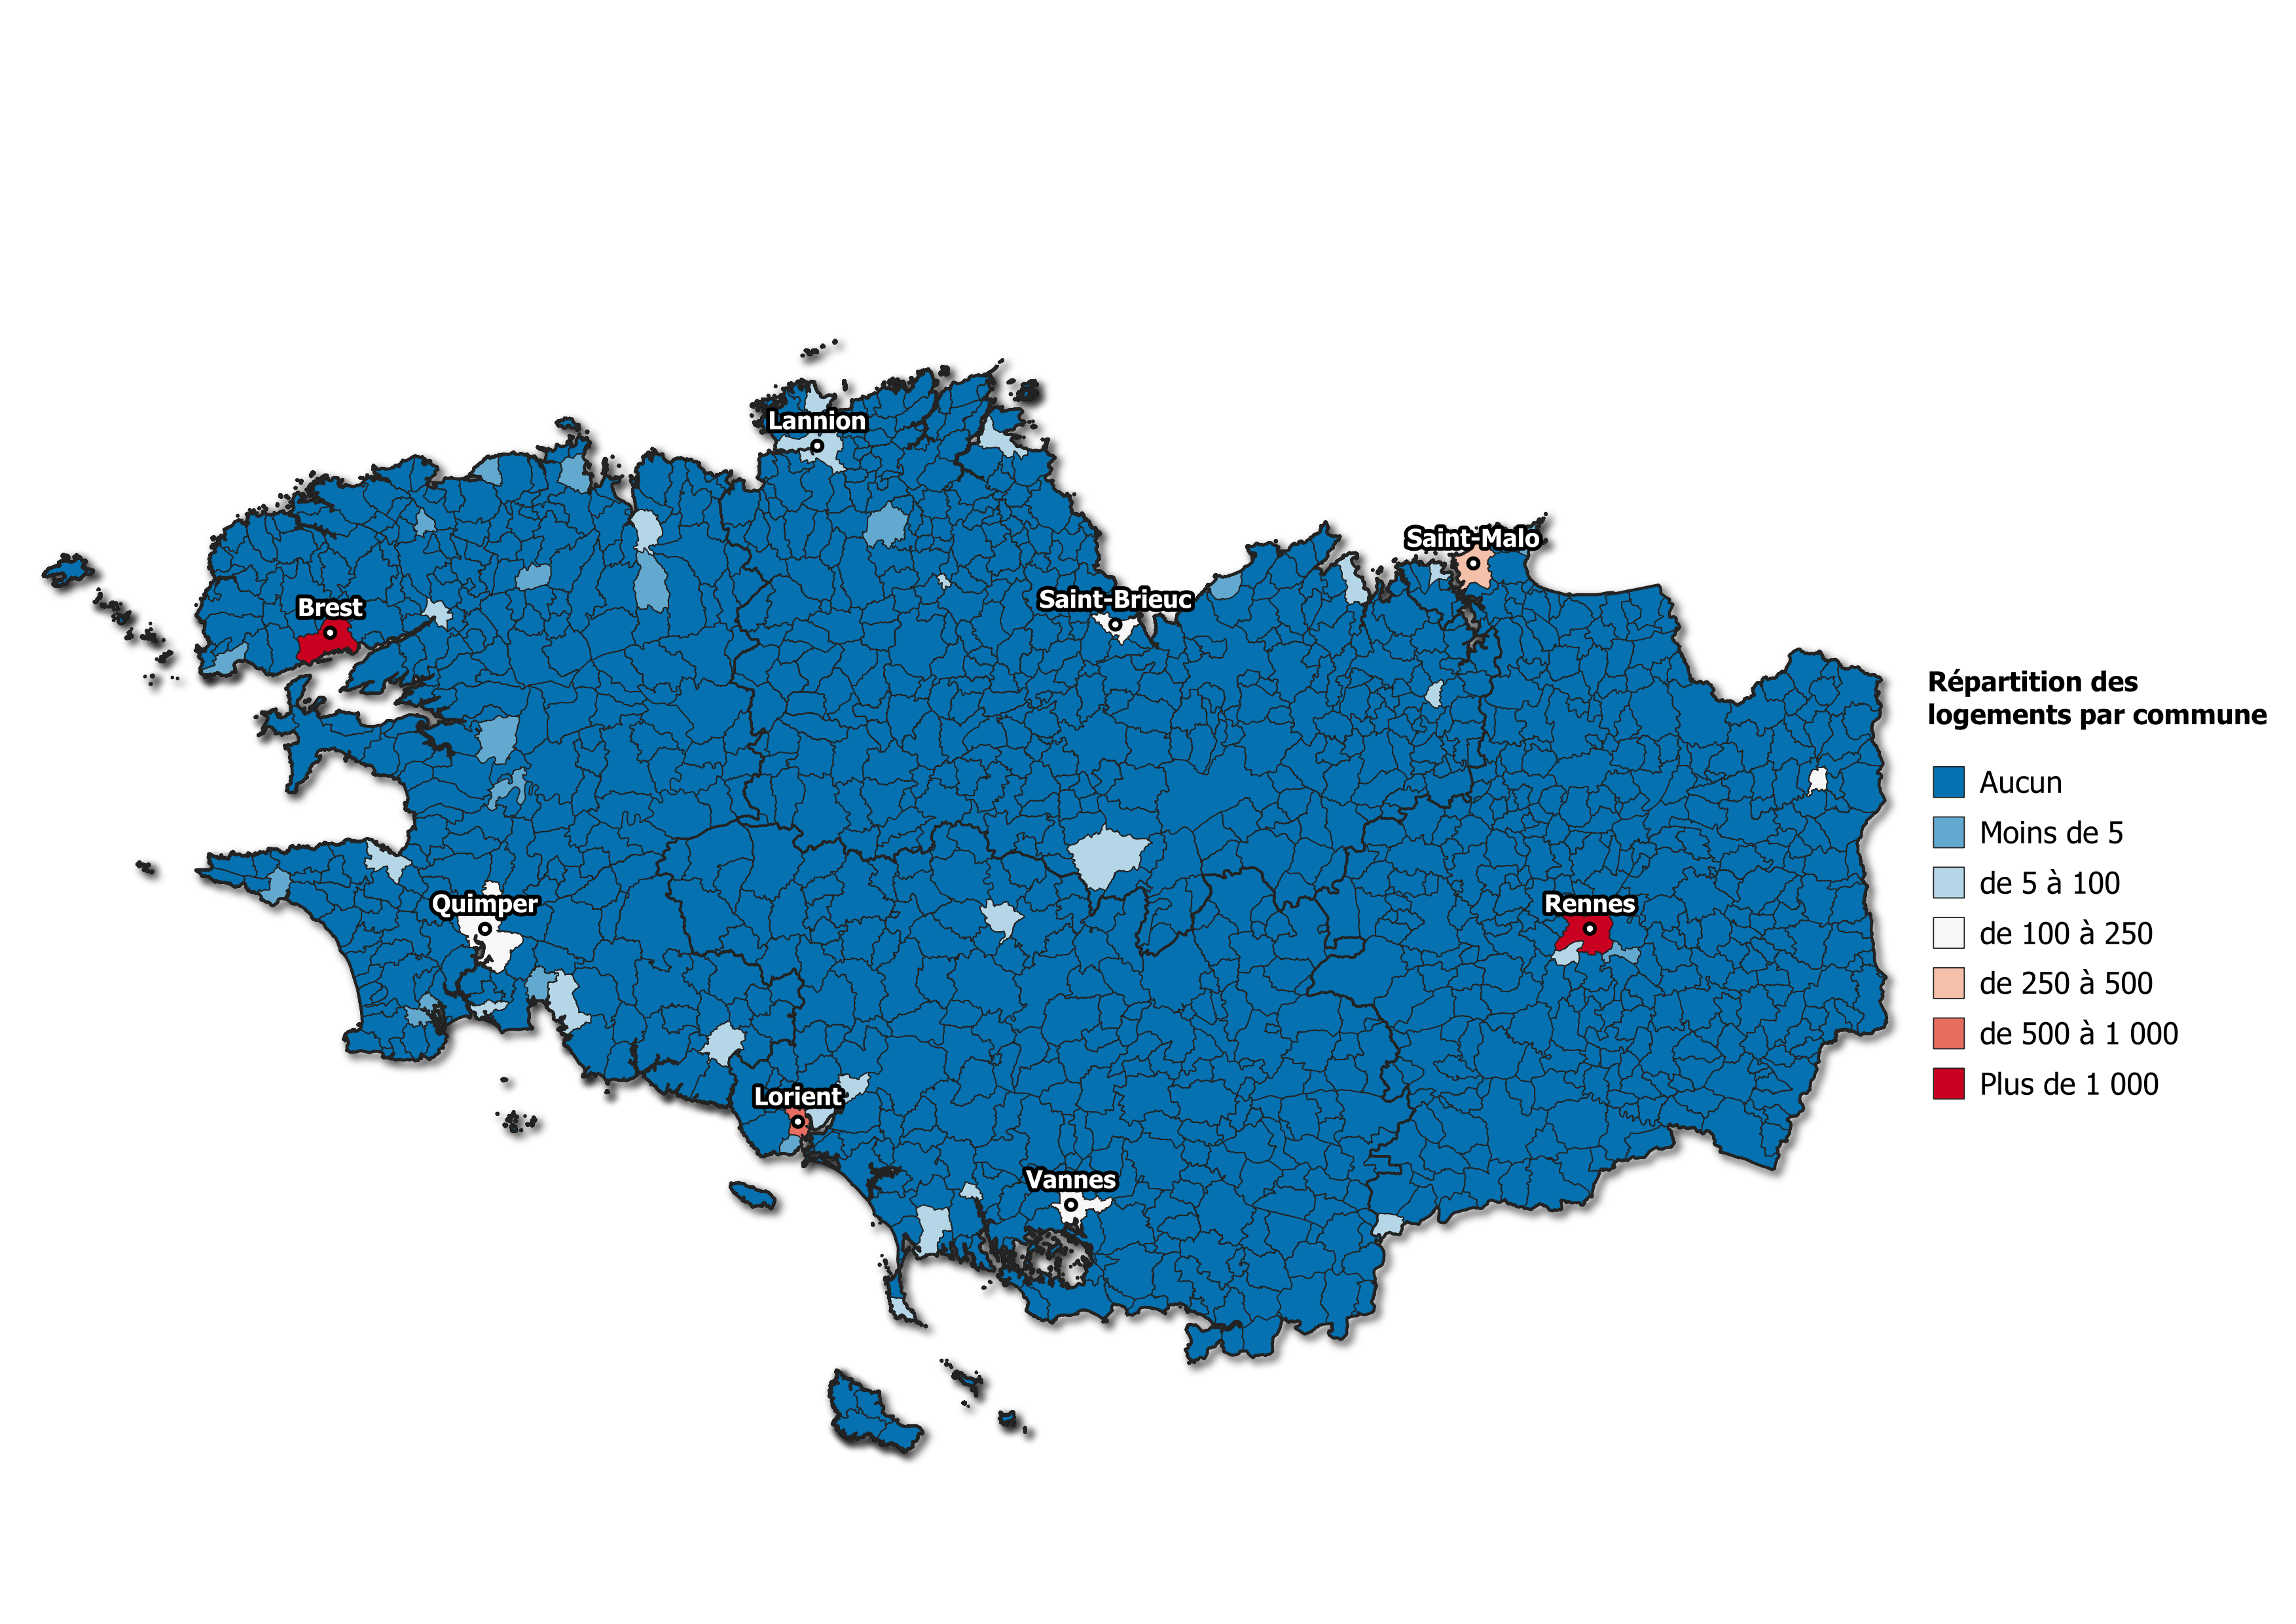 Lannion
Saint-Malo
Saint-Brieuc
Brest
Quimper
Rennes
Lorient
Vannes
Répartition des
logements par commune
Aucun
Moins de 5
de 5 à 100
de 100 à 250
de 250 à 500
de 500 à 1 000
Plus de 1 000